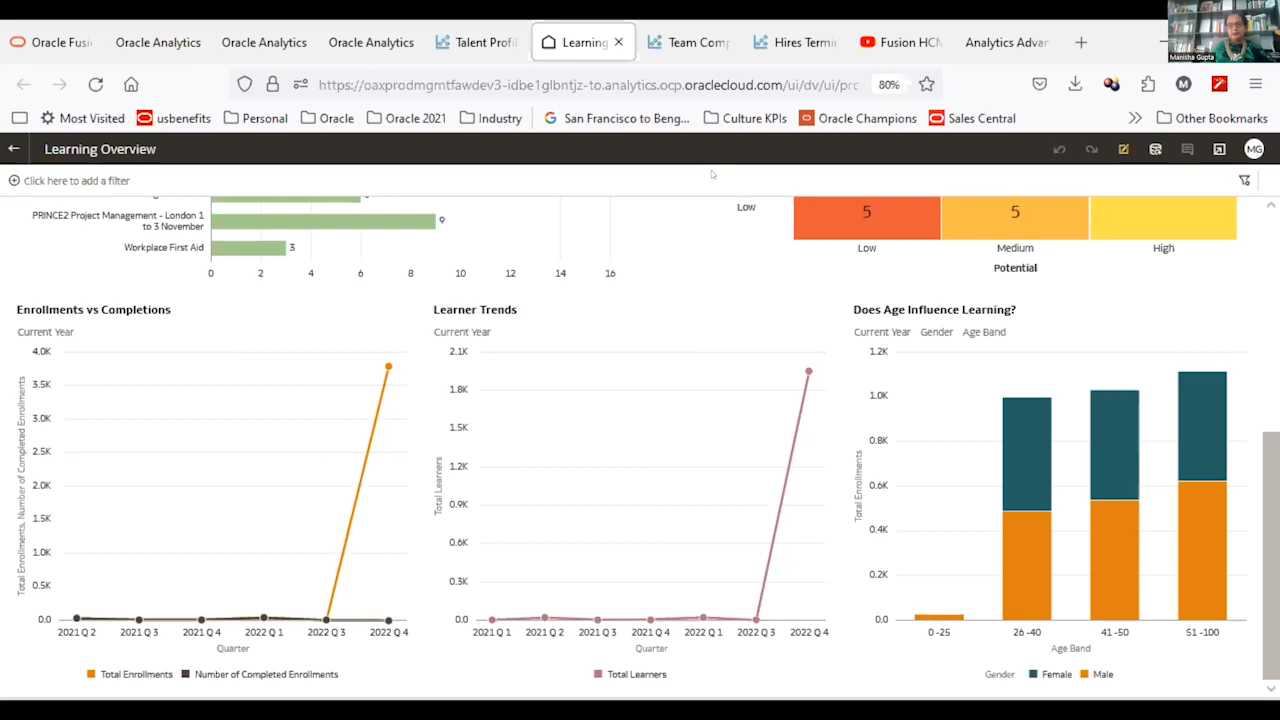 Oracle Fusi
Oracle Analytics
Oracle Analytics
Oracle Analytics
Talent Profil
Learning
Team Comp
Hires Termi
Fusion HCM
Analytics Advan
Manisha Gupta
https://oaxprodmgmtfawdev3-idbe1glbntjz-to.analytics.ocp.oraclecloud.com/ui/dv/ui/prc
80%
Most Visited
usbenefits
Personal
Oracle
Oracle 2021
Industry
San Francisco to Beng...
Culture KPIs
Oracle Champions
Sales Central
Other Bookmarks
Learning Overview
MG
Click here to add a filter
PRINCE2 Project Management - London 1
to 3 November
9
Workplace First Aid
3
0 2 4 6 8 10 12 14 16
Low
5 5
Low Medium High
Potential
Enrollments vs Completions
Current Year
Total Enrollments, Number of Completed Enrollments
4.0K
3.5K
3.0K
2.5K
2.0K
1.5K
1.0K
0.5K
0.0
2021 Q 2 2021 Q 3 2021 Q 4 2022 Q 1 2022 Q 3 2022 Q 4
Quarter
Total Enrollments Number of Completed Enrollments
Learner Trends
Current Year
Total Learners
2.1K
1.8K
1.5K
1.2K
0.9K
0.6K
0.3K
0.0
2021 Q 1 2021 Q 2 2021 Q 3 2021 Q 4 2022 Q 1 2022 Q 3 2022 Q 4
Quarter
Total Learners
Does Age Influence Learning?
Current Year Gender Age Band
Total Enrollments
1.2K
1.0K
0.8K
0.6K
0.4K
0.2K
0.0
0 -25 26 -40 41 -50 51 -100
Age Band
Gender Female Male